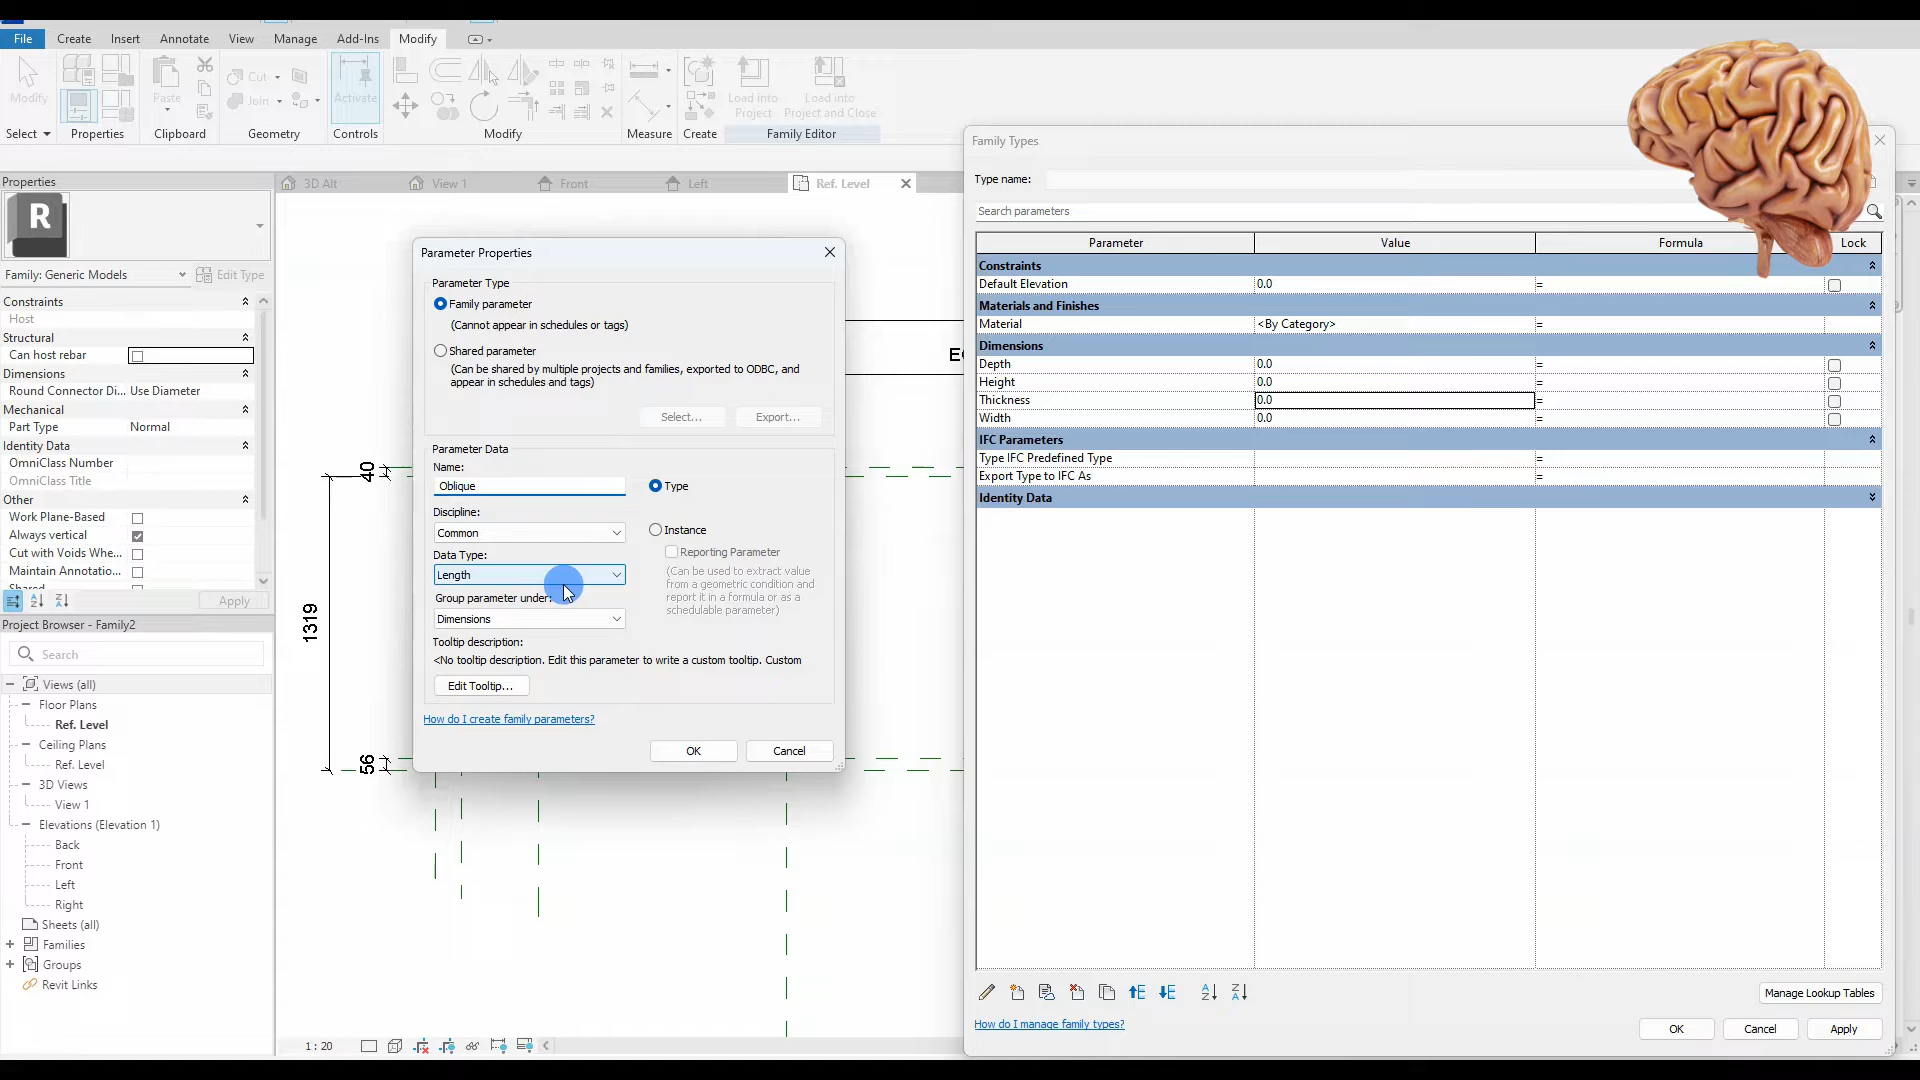 File Create Insert Annotate View Manage Add-Ins Modify
Modify Paste Cut Join Activate Load into Project Load into Project and Close
Select Properties Clipboard Geometry Controls Modify Measure Create Family Editor
Properties
3D Alt View 1 Front Left Ref. Level
R
Family: Generic Models Edit Type
Constraints
Host
Structural
Can host rebar
Dimensions
Round Connector Di... Use Diameter
Mechanical
Part Type Normal
Identity Data
OmniClass Number
OmniClass Title
Other
Work Plane-Based
Always vertical
Cut with Voids Whe...
Maintain Annotatio...
Shared
Apply
Project Browser - Family2
Search
Views (all)
Floor Plans
Ref. Level
Ceiling Plans
Ref. Level
3D Views
View 1
Elevations (Elevation 1)
Back
Front
Left
Right
Sheets (all)
Families
Groups
Revit Links
40
1319
56
1 : 20
Parameter Properties
Parameter Type
Family parameter
(Cannot appear in schedules or tags)
Shared parameter
(Can be shared by multiple projects and families, exported to ODBC, and
appear in schedules and tags)
Select... Export...
Parameter Data
Name:
Oblique Type
Discipline:
Common Instance
Data Type: Reporting Parameter
Length
(Can be used to extract value
from a geometric condition and
report it in a formula or as a
schedulable parameter)
Group parameter under:
Dimensions
Tooltip description:
<No tooltip description. Edit this parameter to write a custom tooltip. Custom
Edit Tooltip...
How do I create family parameters?
OK Cancel
Family Types
Type name:
Search parameters
Parameter Value Formula Lock
Constraints
Default Elevation 0.0 =
Materials and Finishes
Material <By Category> =
Dimensions
Depth 0.0 =
Height 0.0 =
Thickness 0.0 =
Width 0.0 =
IFC Parameters
Type IFC Predefined Type =
Export Type to IFC As =
Identity Data
Manage Lookup Tables
How do I manage family types?
OK Cancel Apply